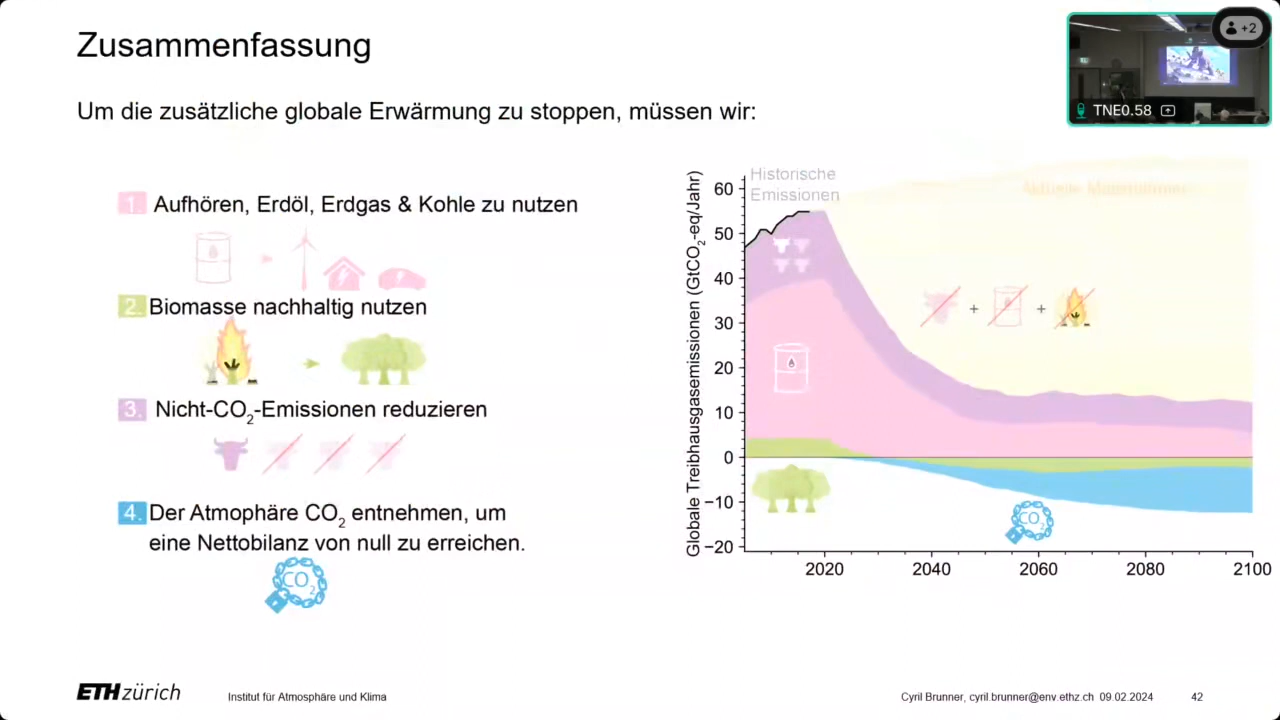 Zusammenfassung
+2
TNE0.58
Um die zusätzliche globale Erwärmung zu stoppen, müssen wir:
1. Aufhören, Erdöl, Erdgas & Kohle zu nutzen
2. Biomasse nachhaltig nutzen
3. Nicht-CO₂-Emissionen reduzieren
4. Der Atmophäre CO₂ entnehmen, um
eine Nettobilanz von null zu erreichen.
CO₂
Historische
Emissionen
Globale Treibhausgasemissionen (GtCO₂-eq/Jahr)
60
50
40
30
20
10
0
−10
−20
+ +
CO₂
2020 2040 2060 2080 2100
ETH zürich
Institut für Atmosphäre und Klima
Cyril Brunner, cyril.brunner@env.ethz.ch 09.02.2024
42